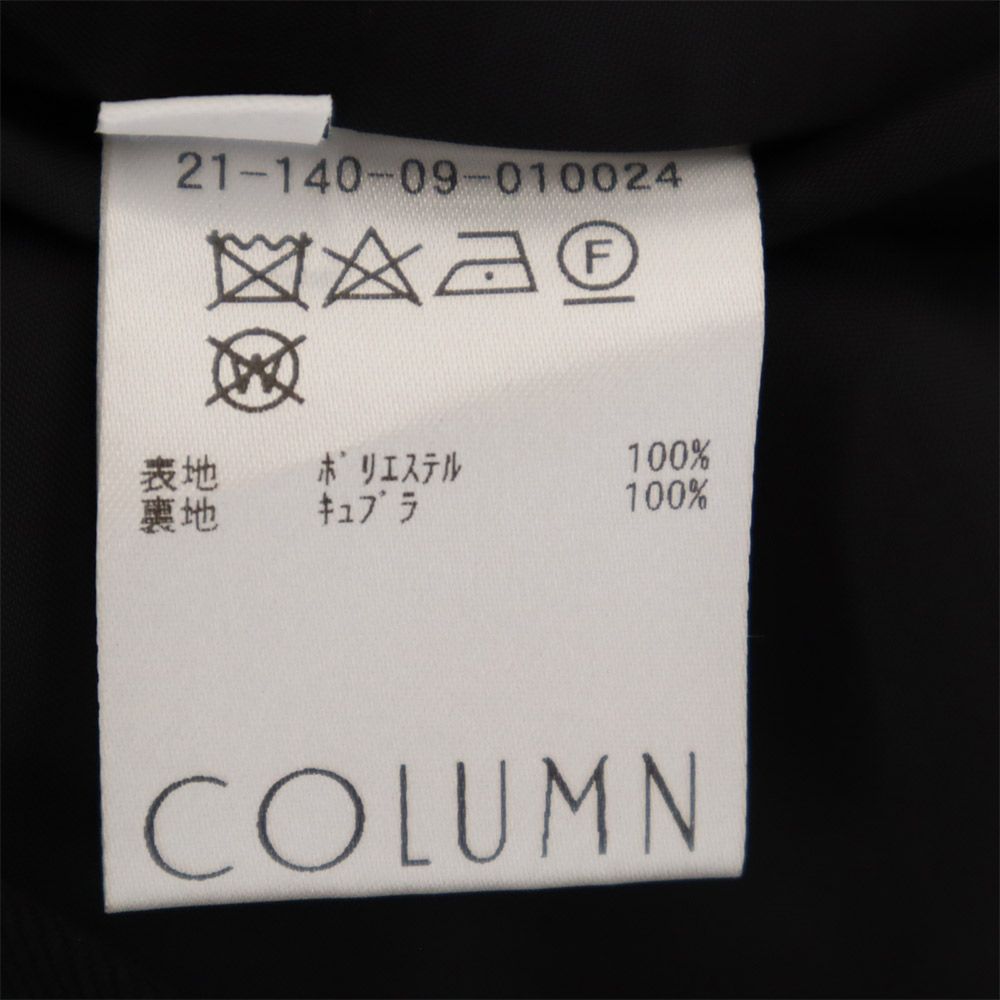 21-140-09-010024
F
W
表地 ポリエステル 100%
裏地 キュプラ 100%
COLUMN